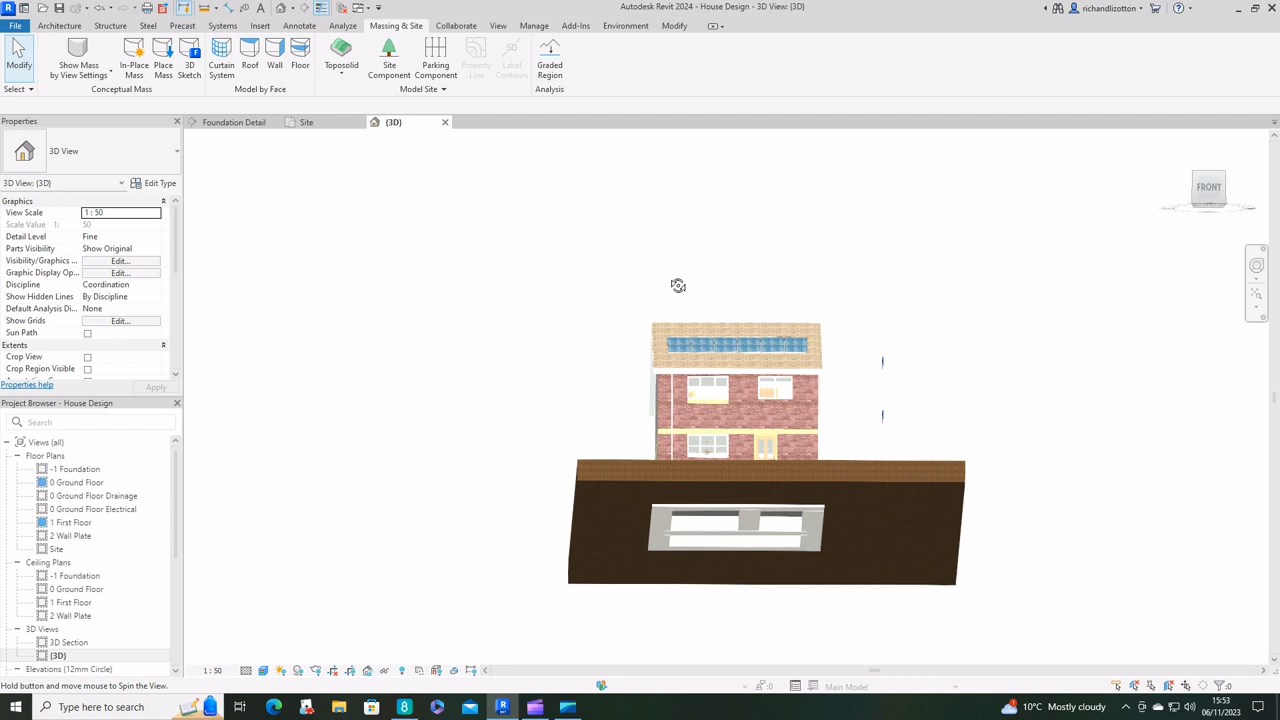 Autodesk Revit 2024 - House Design - 3D View: {3D}
richandlizotton
File
Architecture
Structure
Steel
Precast
Systems
Insert
Annotate
Analyze
Massing & Site
Collaborate
View
Manage
Add-Ins
Environment
Modify
Modify
Show Mass
by View Settings
In-Place
Mass
Place
Mass
3D
Sketch
Curtain
System
Roof
Wall
Floor
Toposolid
Site
Component
Parking
Component
Property
Line
50
Label
Contours
Graded
Region
Select
Conceptual Mass
Model by Face
Model Site
Analysis
Properties
Foundation Detail
Site
{3D}
3D View
3D View: {3D}
Edit Type
Graphics
View Scale
1 : 50
Scale Value 1:
50
Detail Level
Fine
Parts Visibility
Show Original
Visibility/Graphics ...
Edit...
Graphic Display Op...
Edit...
Discipline
Coordination
Show Hidden Lines
By Discipline
Default Analysis Di...
None
Show Grids
Edit...
Sun Path
Extents
Crop View
Crop Region Visible
Properties help
Apply
Project Browser - House Design
Search
Views (all)
Floor Plans
-1 Foundation
0 Ground Floor
0 Ground Floor Drainage
0 Ground Floor Electrical
1 First Floor
2 Wall Plate
Site
Ceiling Plans
-1 Foundation
0 Ground Floor
1 First Floor
2 Wall Plate
3D Views
3D Section
{3D}
Elevations (12mm Circle)
FRONT
1 : 50
Hold button and move mouse to Spin the View.
:0
Main Model
:0
Type here to search
10°C Mostly cloudy
15:53
06/11/2023